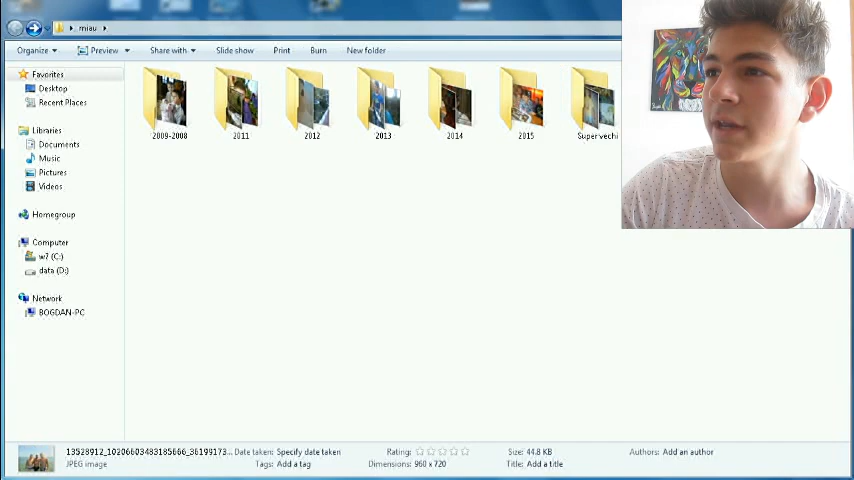 miau
Organize Preview Share with Slide show Print Burn New folder
Favorites
Desktop
Recent Places
Libraries
Documents
Music
Pictures
Videos
Homegroup
Computer
w7 (C:)
data (D:)
Network
BOGDAN-PC
2009-2008 2011 2012 2013 2014 2015 Super vechi
13528912_10206603483185666_36199173... Date taken: Specify date taken Rating: Size: 44.8 KB Authors: Add an author
JPEG image Tags: Add a tag Dimensions: 960 x 720 Title: Add a title